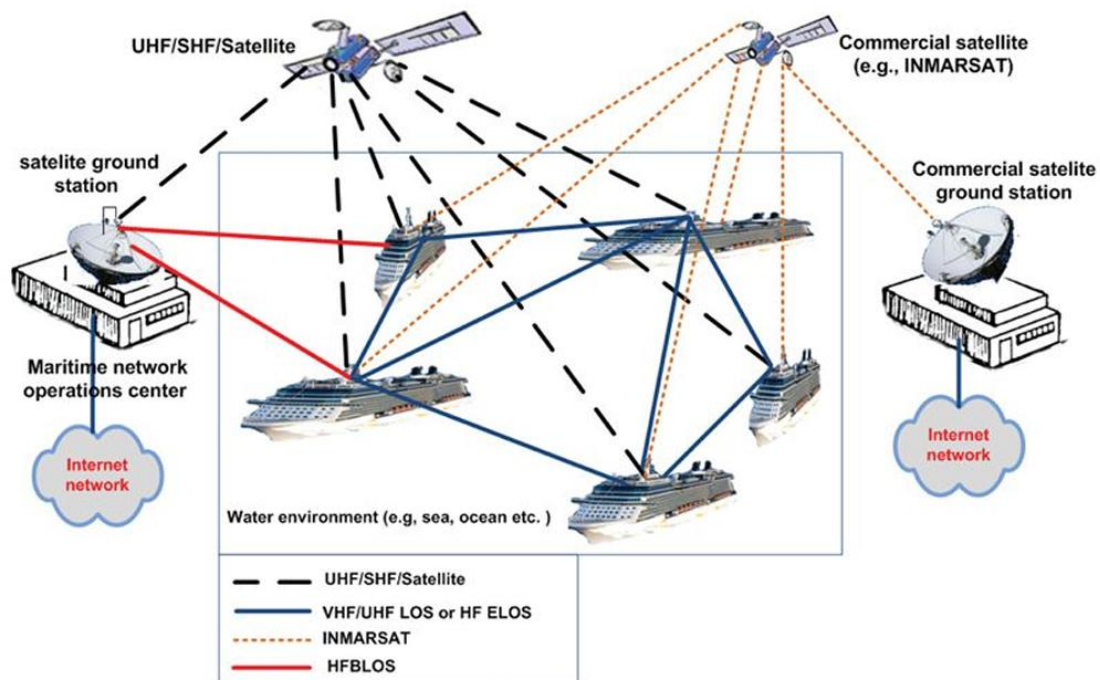 UHF/SHF/Satellite
Commercial satellite
(e.g., INMARSAT)
satelite ground
station
Commercial satelite
ground station
Maritime network
operations center
Internet
network
Internet
network
Water environment (e.g, sea, ocean etc. )
UHF/SHF/Satellite
VHF/UHF LOS or HF ELOS
INMARSAT
HFBLOS